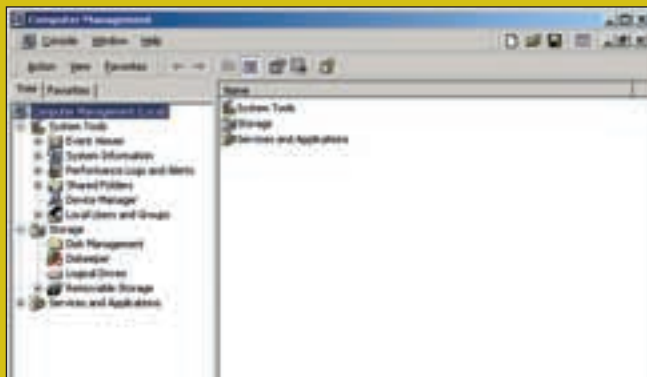 Computer Management
Console Window Help
Action View Favorites
Tree Favorites
Name
Computer Management (Local)
System Tools
Event Viewer
System Information
Performance Logs and Alerts
Shared Folders
Device Manager
Local Users and Groups
Storage
Disk Management
Diskeeper
Logical Drives
Removable Storage
Services and Applications
System Tools
Storage
Services and Applications